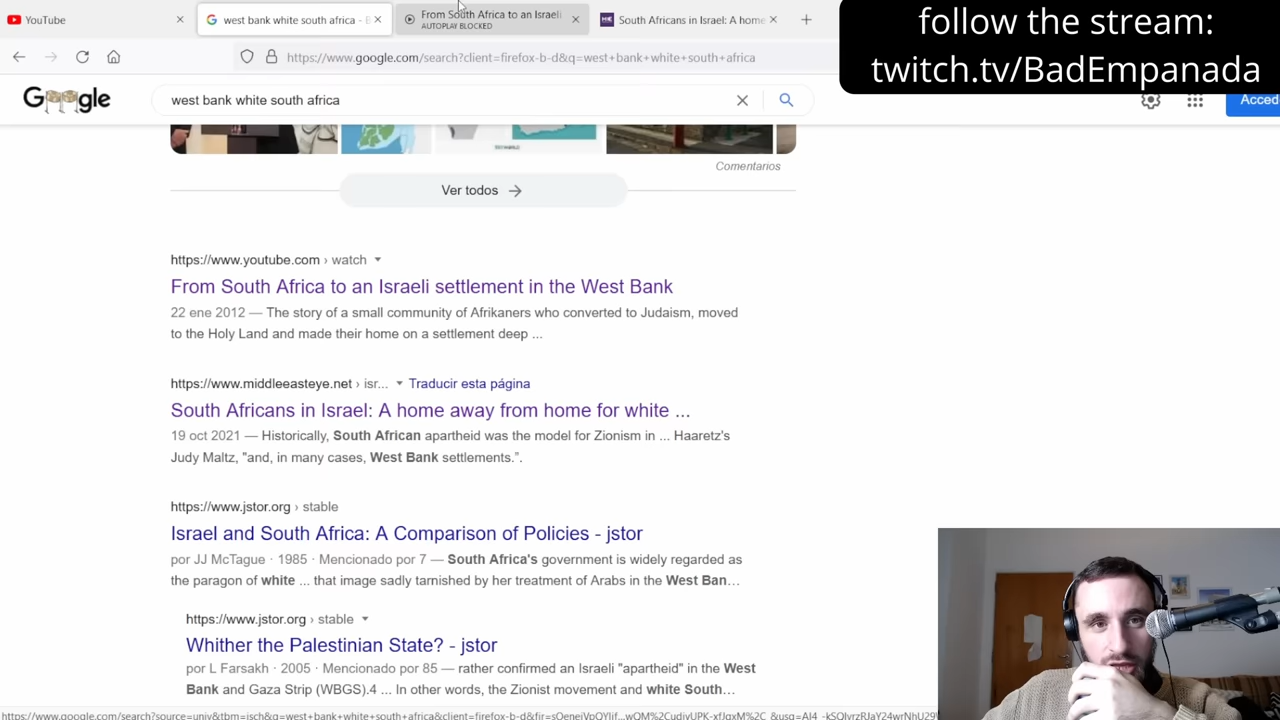 YouTube
west bank white south africa - B
From South Africa to an Israeli
AUTOPLAY BLOCKED
South Africans in Israel: A home
follow the stream:
twitch.tv/BadEmpanada
https://www.google.com/search?client=firefox-b-d&q=west+bank+white+south+africa
Google
west bank white south africa
Acced
Comentarios
Ver todos
https://www.youtube.com › watch
From South Africa to an Israeli settlement in the West Bank
22 ene 2012 — The story of a small community of Afrikaners who converted to Judaism, moved
to the Holy Land and made their home on a settlement deep ...
https://www.middleeasteye.net › isr... Traducir esta página
South Africans in Israel: A home away from home for white ...
19 oct 2021 — Historically, South African apartheid was the model for Zionism in ... Haaretz's
Judy Maltz, "and, in many cases, West Bank settlements.".
https://www.jstor.org › stable
Israel and South Africa: A Comparison of Policies - jstor
por JJ McTague · 1985 · Mencionado por 7 — South Africa's government is widely regarded as
the paragon of white ... that image sadly tarnished by her treatment of Arabs in the West Ban...
https://www.jstor.org › stable
Whither the Palestinian State? - jstor
por L Farsakh · 2005 · Mencionado por 85 — rather confirmed an Israeli "apartheid" in the West
Bank and Gaza Strip (WBGS).4 ... In other words, the Zionist movement and white South...